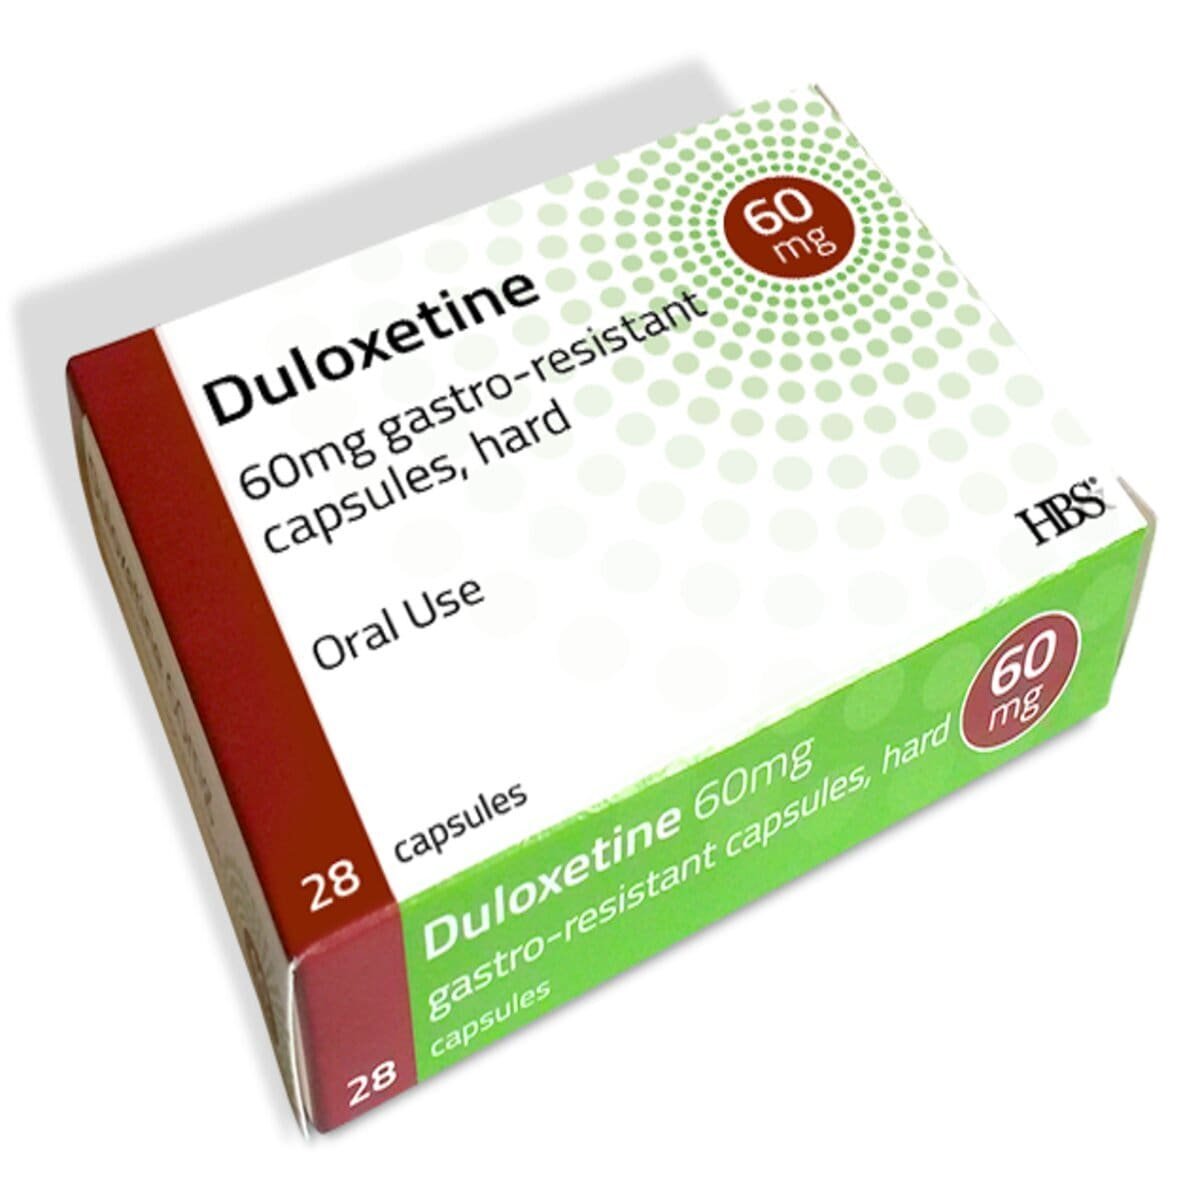 60
mg
Duloxetine
60mg gastro-resistant
capsules, hard
Oral Use
HBS
28 capsules
60
mg
Duloxetine 60mg
gastro-resistant capsules, hard
28 capsules